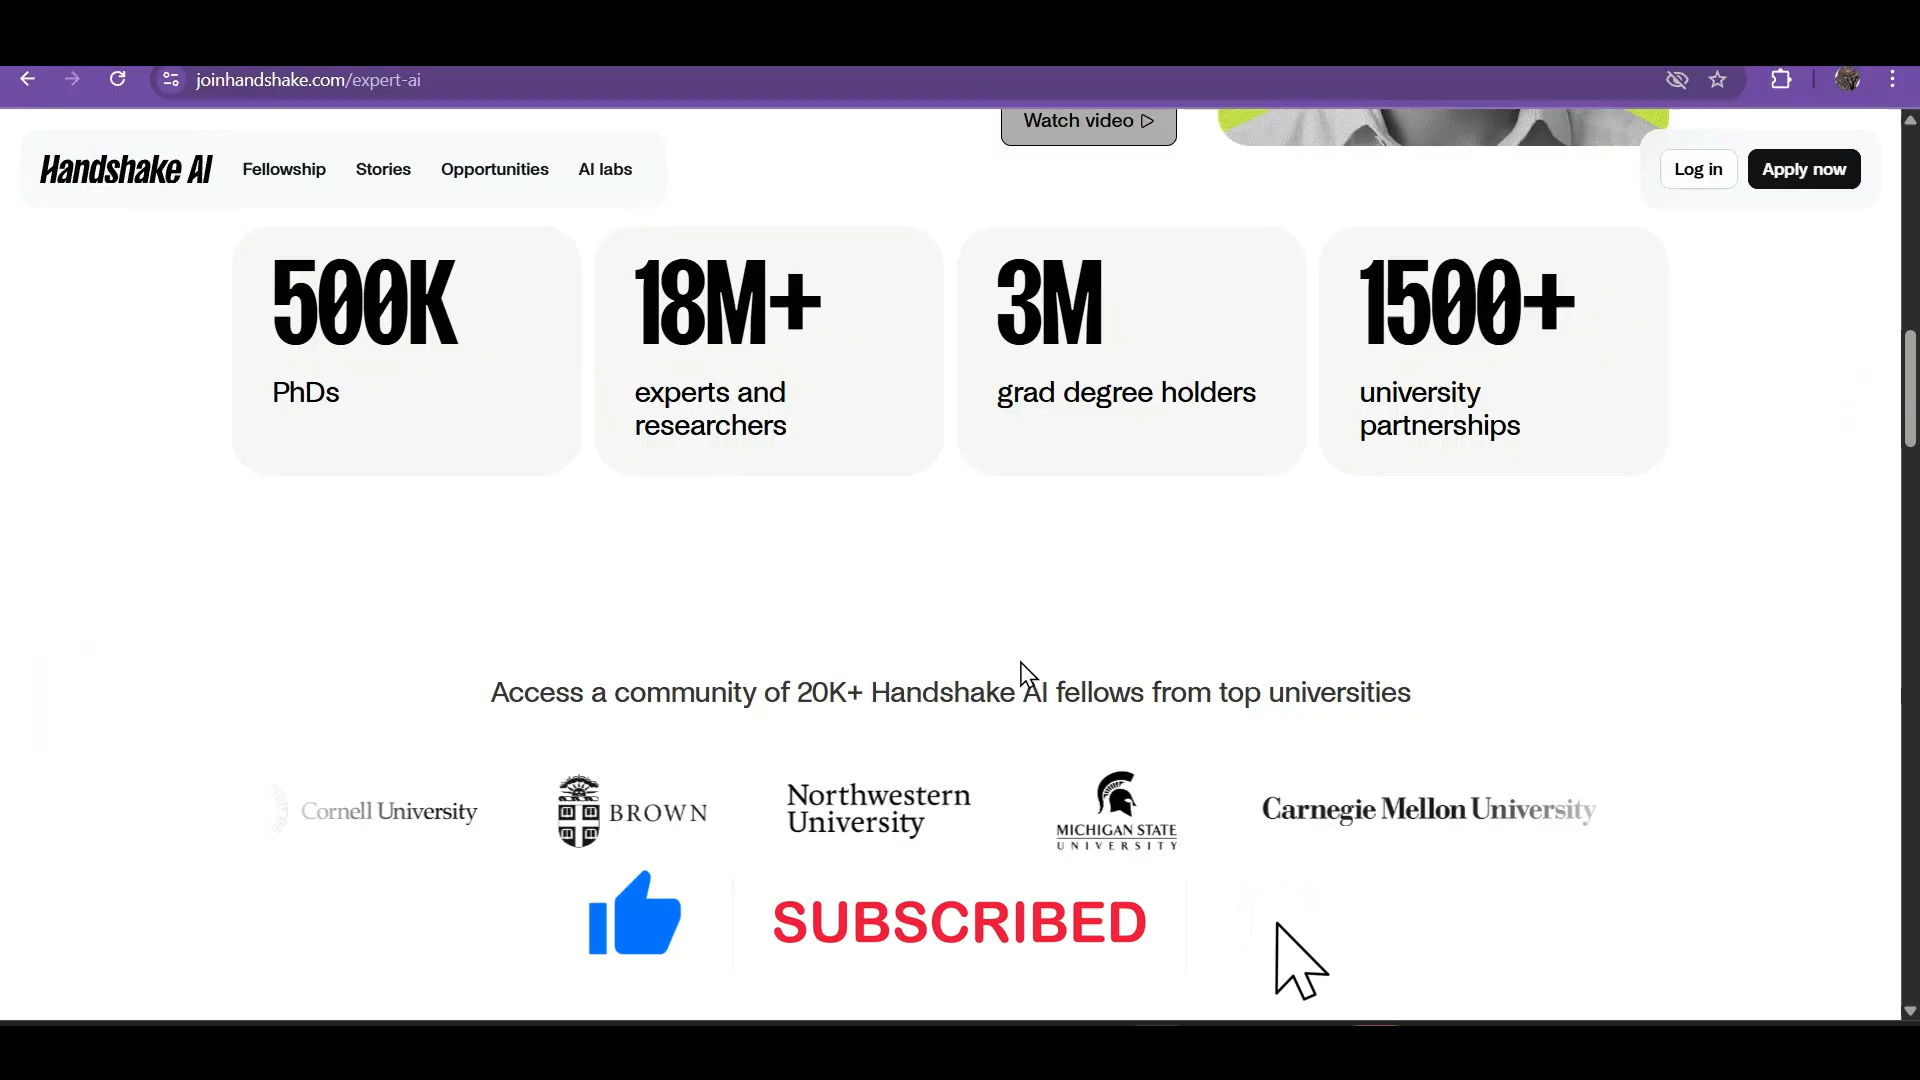 joinhandshake.com/expert-ai
Watch video
Handshake AI
Fellowship
Stories
Opportunities
AI labs
Log in
Apply now
500K
PhDs
18M+
experts and
researchers
3M
grad degree holders
1500+
university
partnerships
Access a community of 20K+ Handshake AI fellows from top universities
Cornell University
BROWN
Northwestern
University
MICHIGAN STATE
UNIVERSITY
Carnegie Mellon University
SUBSCRIBED